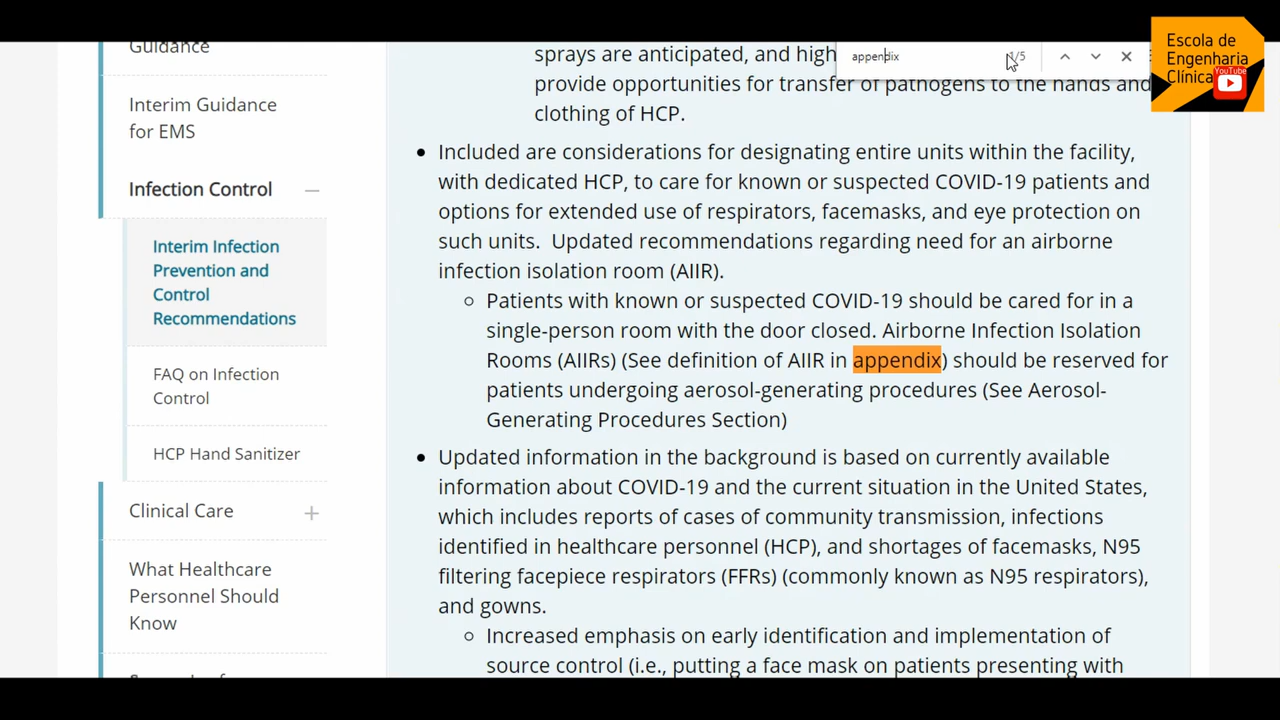 Guidance
Interim Guidance
for EMS
Infection Control
Interim Infection
Prevention and
Control
Recommendations
FAQ on Infection
Control
HCP Hand Sanitizer
Clinical Care
What Healthcare
Personnel Should
Know
appendix
1/5
Escola de
Engenharia
Clínica
YouTube
sprays are anticipated, and high
provide opportunities for transfer of pathogens to the hands and
clothing of HCP.
Included are considerations for designating entire units within the facility,
with dedicated HCP, to care for known or suspected COVID-19 patients and
options for extended use of respirators, facemasks, and eye protection on
such units. Updated recommendations regarding need for an airborne
infection isolation room (AIIR).
Patients with known or suspected COVID-19 should be cared for in a
single-person room with the door closed. Airborne Infection Isolation
Rooms (AIIRs) (See definition of AIIR in appendix) should be reserved for
patients undergoing aerosol-generating procedures (See Aerosol-
Generating Procedures Section)
Updated information in the background is based on currently available
information about COVID-19 and the current situation in the United States,
which includes reports of cases of community transmission, infections
identified in healthcare personnel (HCP), and shortages of facemasks, N95
filtering facepiece respirators (FFRs) (commonly known as N95 respirators),
and gowns.
Increased emphasis on early identification and implementation of
source control (i.e., putting a face mask on patients presenting with